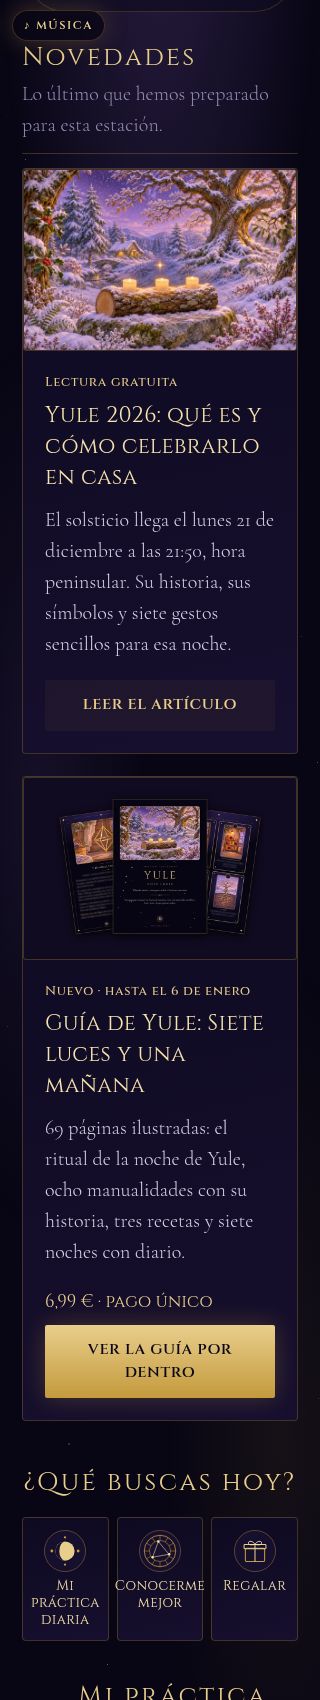 ♪ MÚSICA
NOVEDADES
Lo último que hemos preparado
para esta estación.
LECTURA GRATUITA
YULE 2026: QUÉ ES Y
CÓMO CELEBRARLO
EN CASA
El solsticio llega el lunes 21 de
diciembre a las 21:50, hora
peninsular. Su historia, sus
símbolos y siete gestos
sencillos para esa noche.
LEER EL ARTÍCULO
YULE
NUEVO · HASTA EL 6 DE ENERO
GUÍA DE YULE: SIETE
LUCES Y UNA
MAÑANA
69 páginas ilustradas: el
ritual de la noche de Yule,
ocho manualidades con su
historia, tres recetas y siete
noches con diario.
6,99 € · PAGO ÚNICO
VER LA GUÍA POR
DENTRO
¿QUÉ BUSCAS HOY?
MI
PRÁCTICA
DIARIA
CONOCERME
MEJOR
REGALAR
MI PRÁCTICA